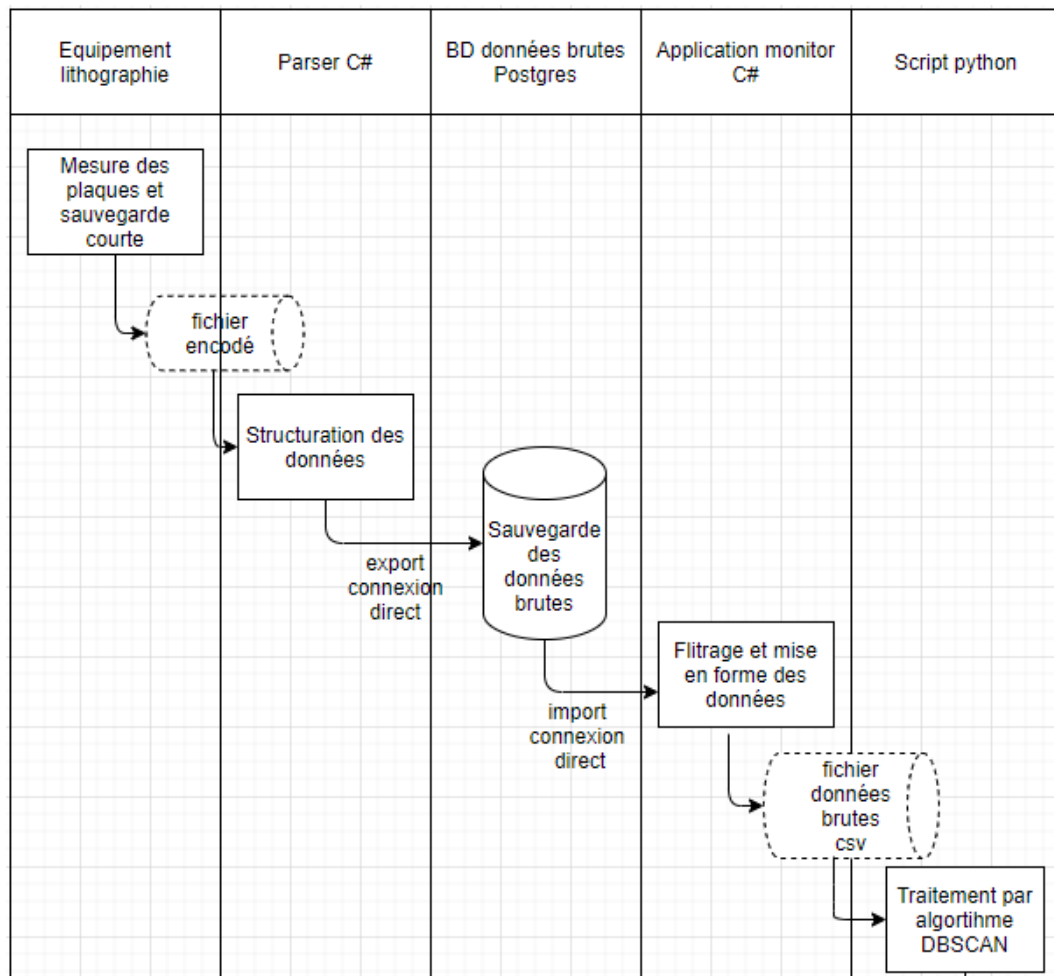 Equipement
lithographie
Parser C#
BD données brutes
Postgres
Application monitor
C#
Script python
Mesure des
plaques et
sauvegarde
courte
fichier
encodé
Structuration des
données
export
connexion
direct
Sauvegarde
des
données
brutes
Flitrage et mise
en forme des
données
import
connexion
direct
fichier
données
brutes
csv
Traitement par
algortihme
DBSCAN